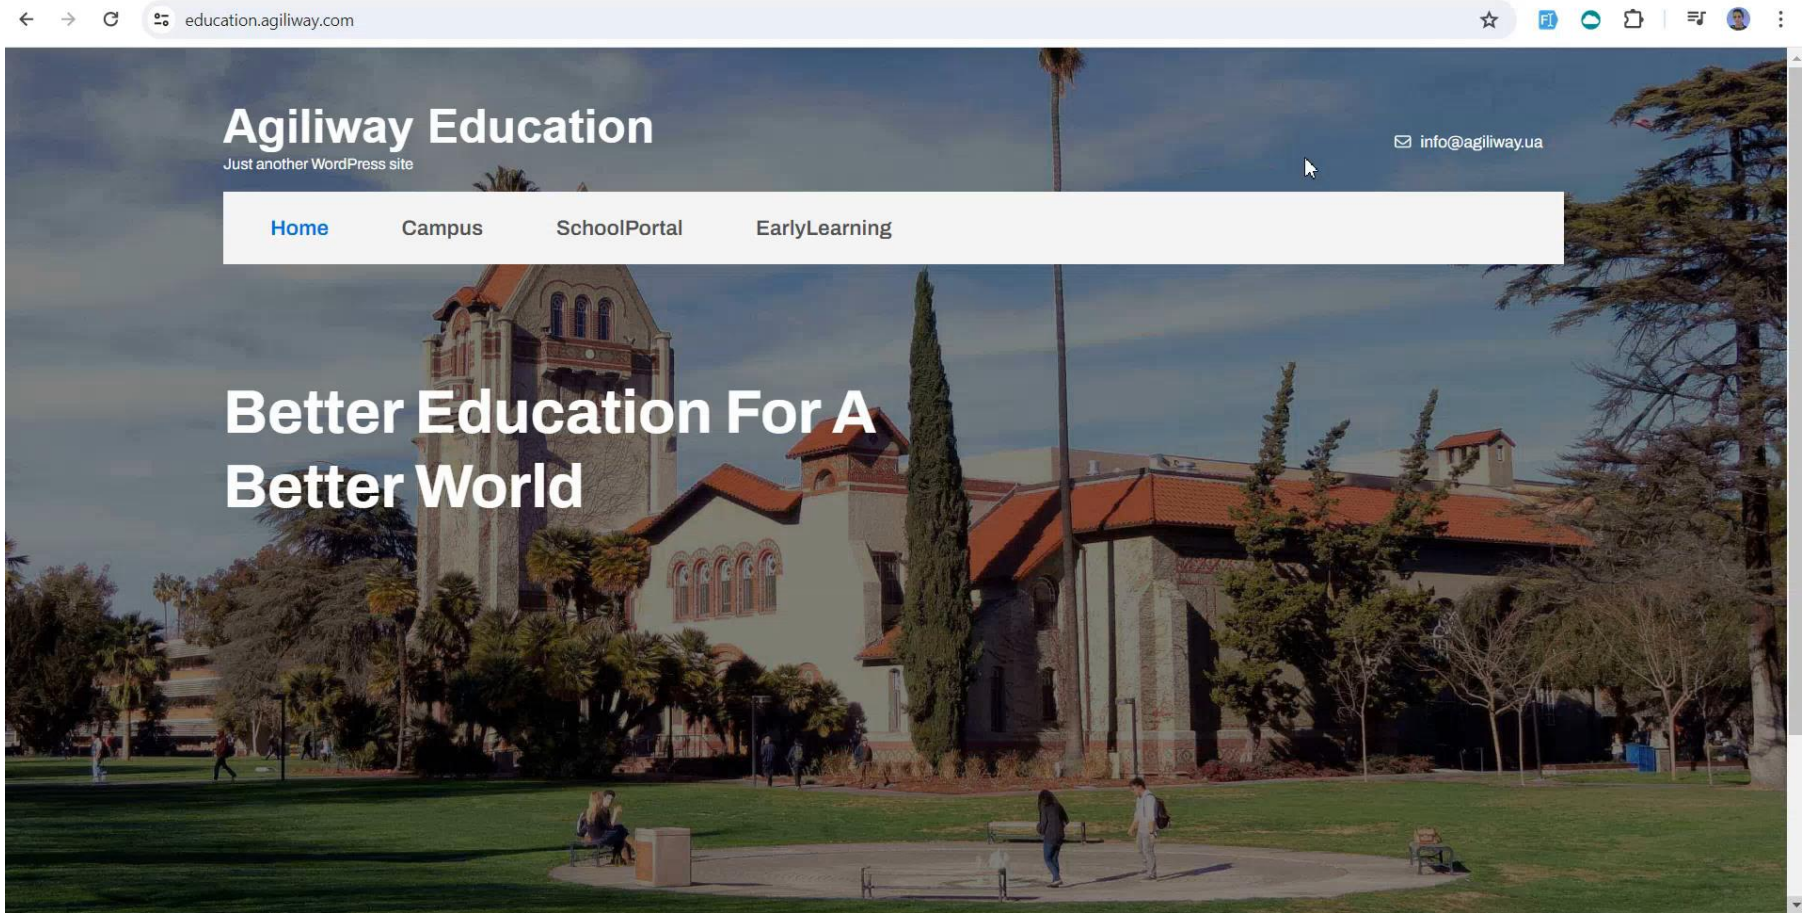 education.agiliway.com
Agiliway Education
Just another WordPress site
info@agiliway.ua
Home Campus SchoolPortal EarlyLearning
Better Education For A
Better World